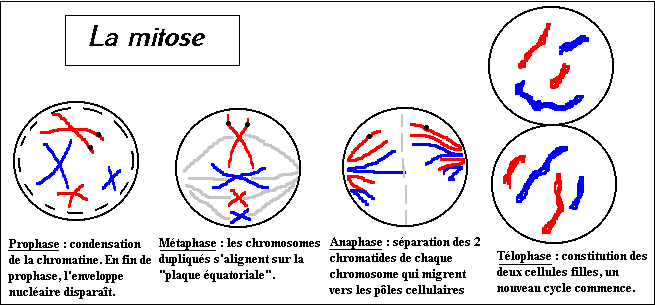 La mitose
Prophase : condensation
de la chromatine. En fin de
prophase, l'enveloppe
nucléaire disparaît.
Métaphase : les chromosomes
dupliqués s'alignent sur la
"plaque équatoriale".
Anaphase : séparation des 2
chromatides de chaque
chromosome qui migrent
vers les pôles cellulaires
Télophase : constitution des
deux cellules filles, un
nouveau cycle commence.